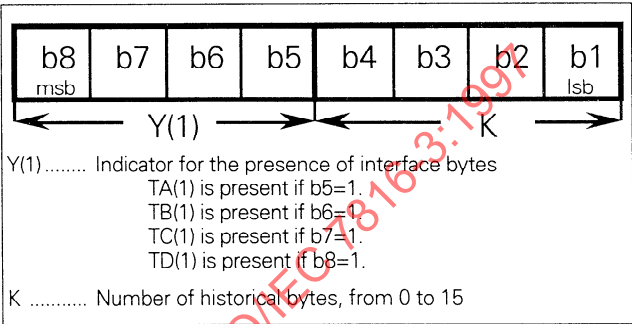 b8 b7 b6 b5 b4 b3 b2 b1
msb lsb
Y(1) K
Y(1)........ Indicator for the presence of interface bytes
TA(1) is present if b5=1.
TB(1) is present if b6=1.
TC(1) is present if b7=1.
TD(1) is present if b8=1.
K ........... Number of historical bytes, from 0 to 15
O/IEC 7816-3:1997